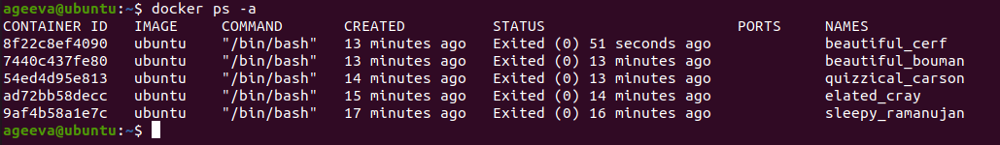 ageeva@ubuntu:~$ docker ps -a
CONTAINER ID   IMAGE    COMMAND       CREATED          STATUS                      PORTS     NAMES
8f22c8ef4090   ubuntu   "/bin/bash"   13 minutes ago   Exited (0) 51 seconds ago             beautiful_cerf
7440c437fe80   ubuntu   "/bin/bash"   13 minutes ago   Exited (0) 13 minutes ago             beautiful_bouman
54ed4d95e813   ubuntu   "/bin/bash"   14 minutes ago   Exited (0) 13 minutes ago             quizzical_carson
ad72bb58decc   ubuntu   "/bin/bash"   15 minutes ago   Exited (0) 14 minutes ago             elated_cray
9af4b58a1e7c   ubuntu   "/bin/bash"   17 minutes ago   Exited (0) 16 minutes ago             sleepy_ramanujan
ageeva@ubuntu:~$